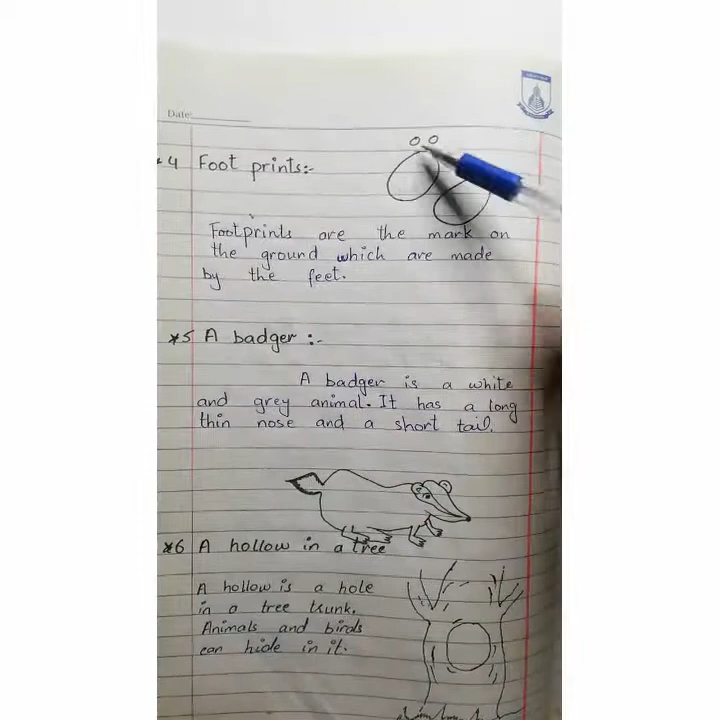 Date:
*4 Foot prints:-
Footprints are the mark on
the ground which are made
by the feet.
*5 A badger :-
A badger is a white
and grey animal. It has a long
thin nose and a short tail.
*6 A hollow in a tree
A hollow is a hole
in a tree trunk.
Animals and birds
can hide in it.